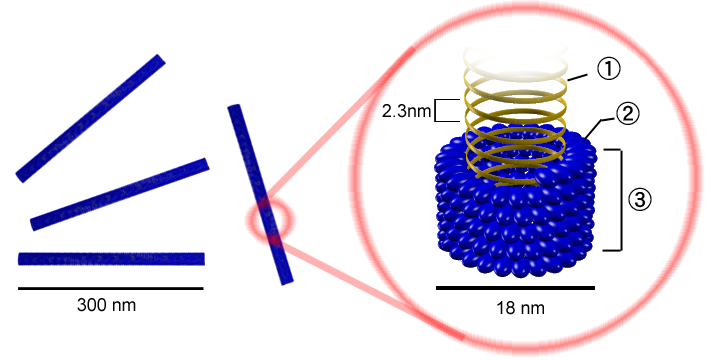 ①
②
2.3nm
③
300 nm
18 nm